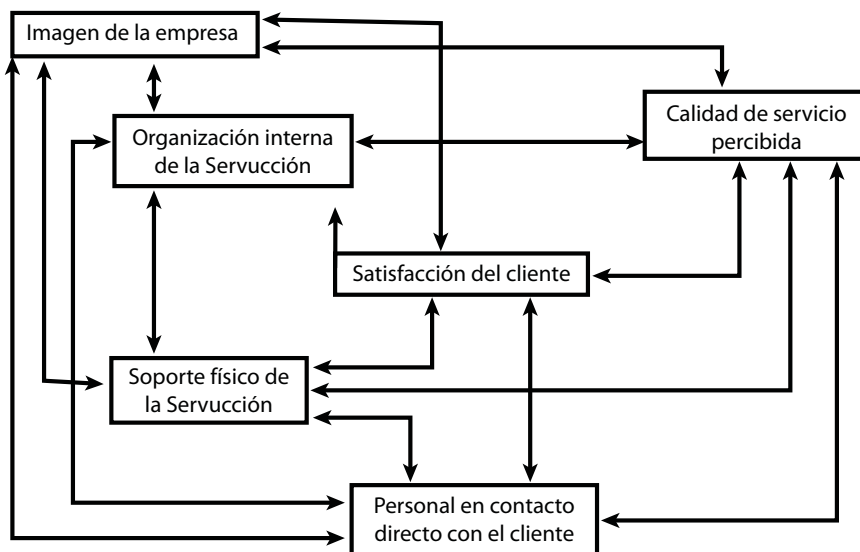 Imagen de la empresa
Calidad de servicio
percibida
Organización interna
de la Servucción
Satisfacción del cliente
Soporte físico de
la Servucción
Personal en contacto
directo con el cliente